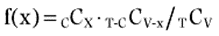 f(x) = CCX · T-CCV-x / TCV